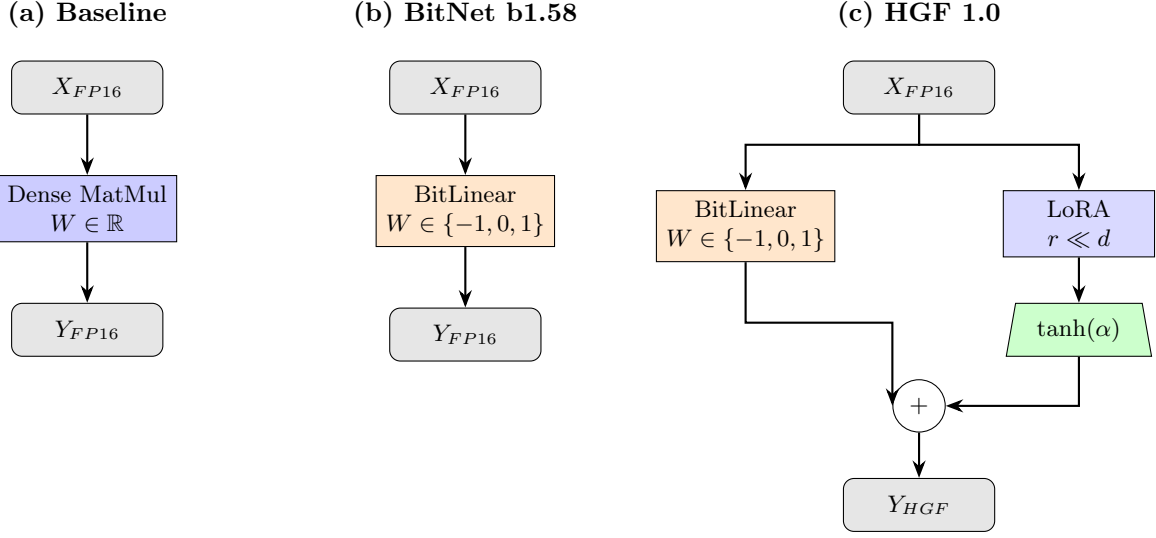 (a) Baseline
X_{FP16}
Dense MatMul
W ∈ ℝ
Y_{FP16}
(b) BitNet b1.58
X_{FP16}
BitLinear
W ∈ {−1, 0, 1}
Y_{FP16}
(c) HGF 1.0
X_{FP16}
BitLinear
W ∈ {−1, 0, 1}
LoRA
r ≪ d
tanh(α)
+
Y_{HGF}